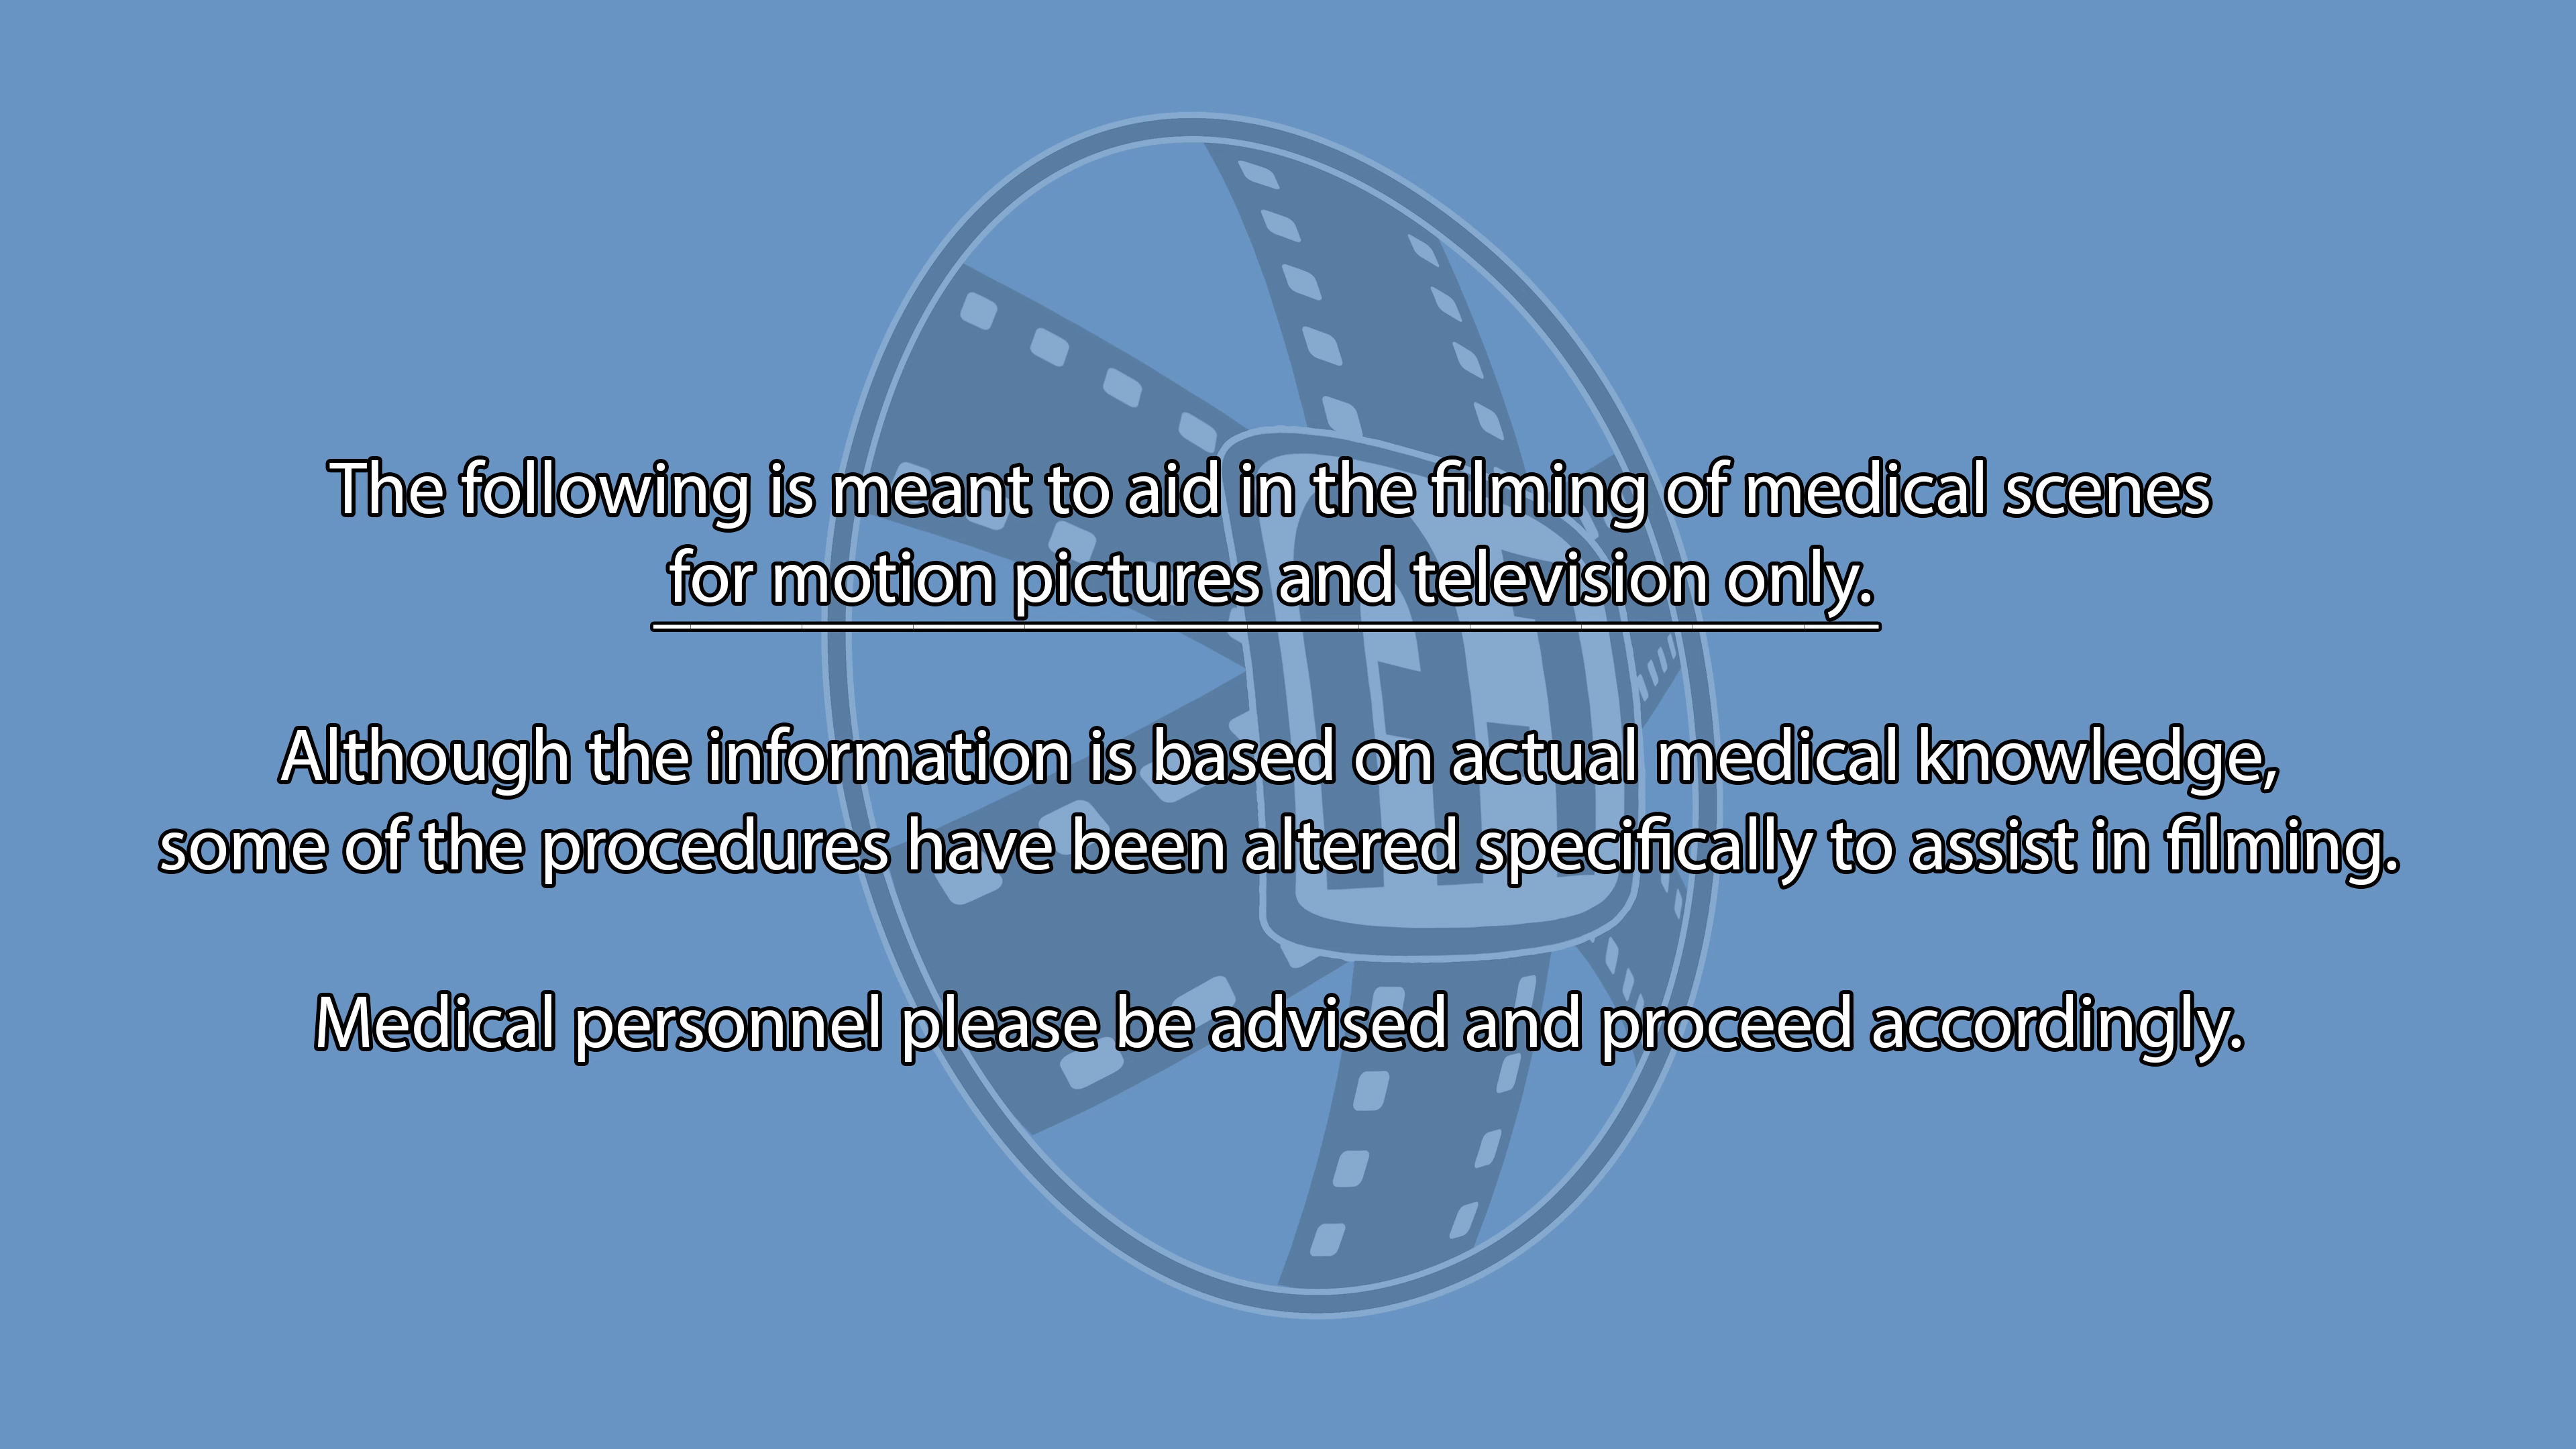 The following is meant to aid in the filming of medical scenes
for motion pictures and television only.
Although the information is based on actual medical knowledge,
some of the procedures have been altered specifically to assist in filming.
Medical personnel please be advised and proceed accordingly.